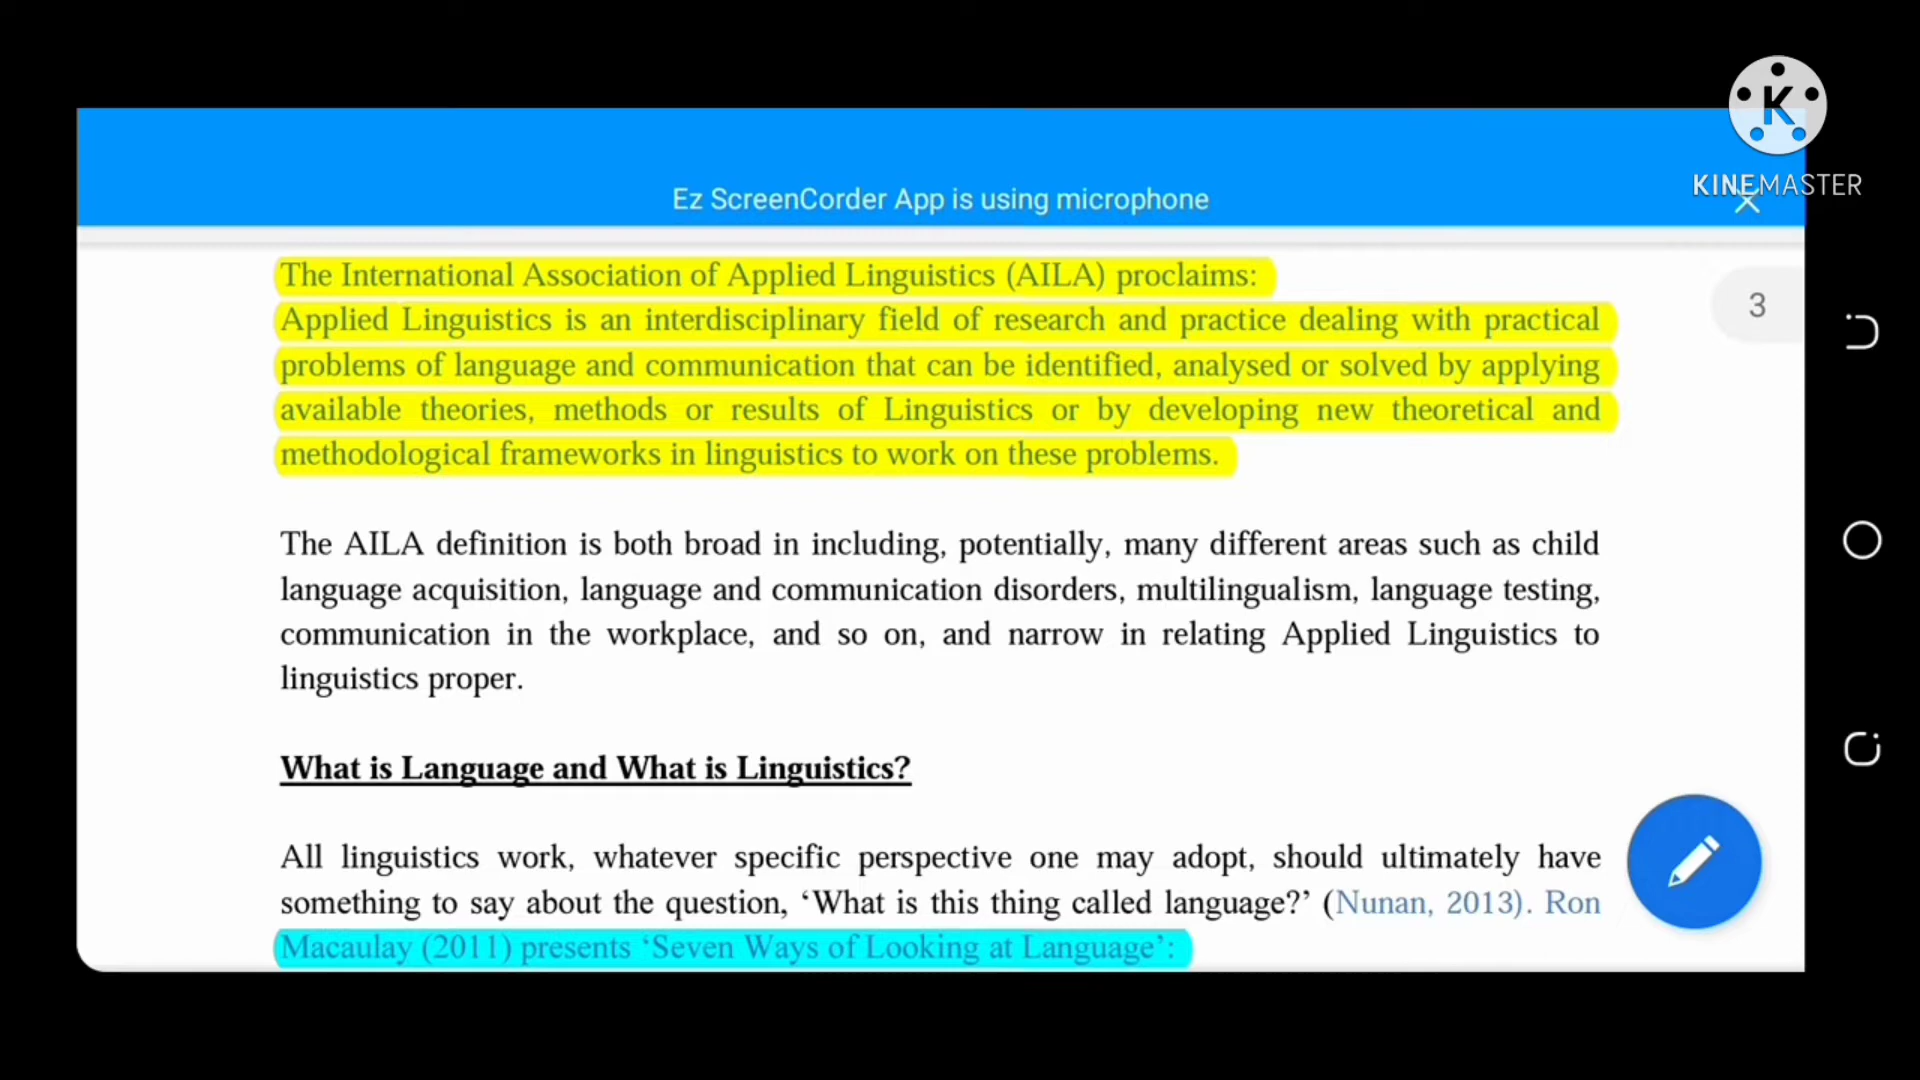 K
KINEMASTER
Ez ScreenCorder App is using microphone
The International Association of Applied Linguistics (AILA) proclaims:
3
Applied Linguistics is an interdisciplinary field of research and practice dealing with practical
problems of language and communication that can be identified, analysed or solved by applying
available theories, methods or results of Linguistics or by developing new theoretical and
methodological frameworks in linguistics to work on these problems.
The AILA definition is both broad in including, potentially, many different areas such as child
language acquisition, language and communication disorders, multilingualism, language testing,
communication in the workplace, and so on, and narrow in relating Applied Linguistics to
linguistics proper.
What is Language and What is Linguistics?
All linguistics work, whatever specific perspective one may adopt, should ultimately have
something to say about the question, ‘What is this thing called language?’ (Nunan, 2013). Ron
Macaulay (2011) presents ‘Seven Ways of Looking at Language’: